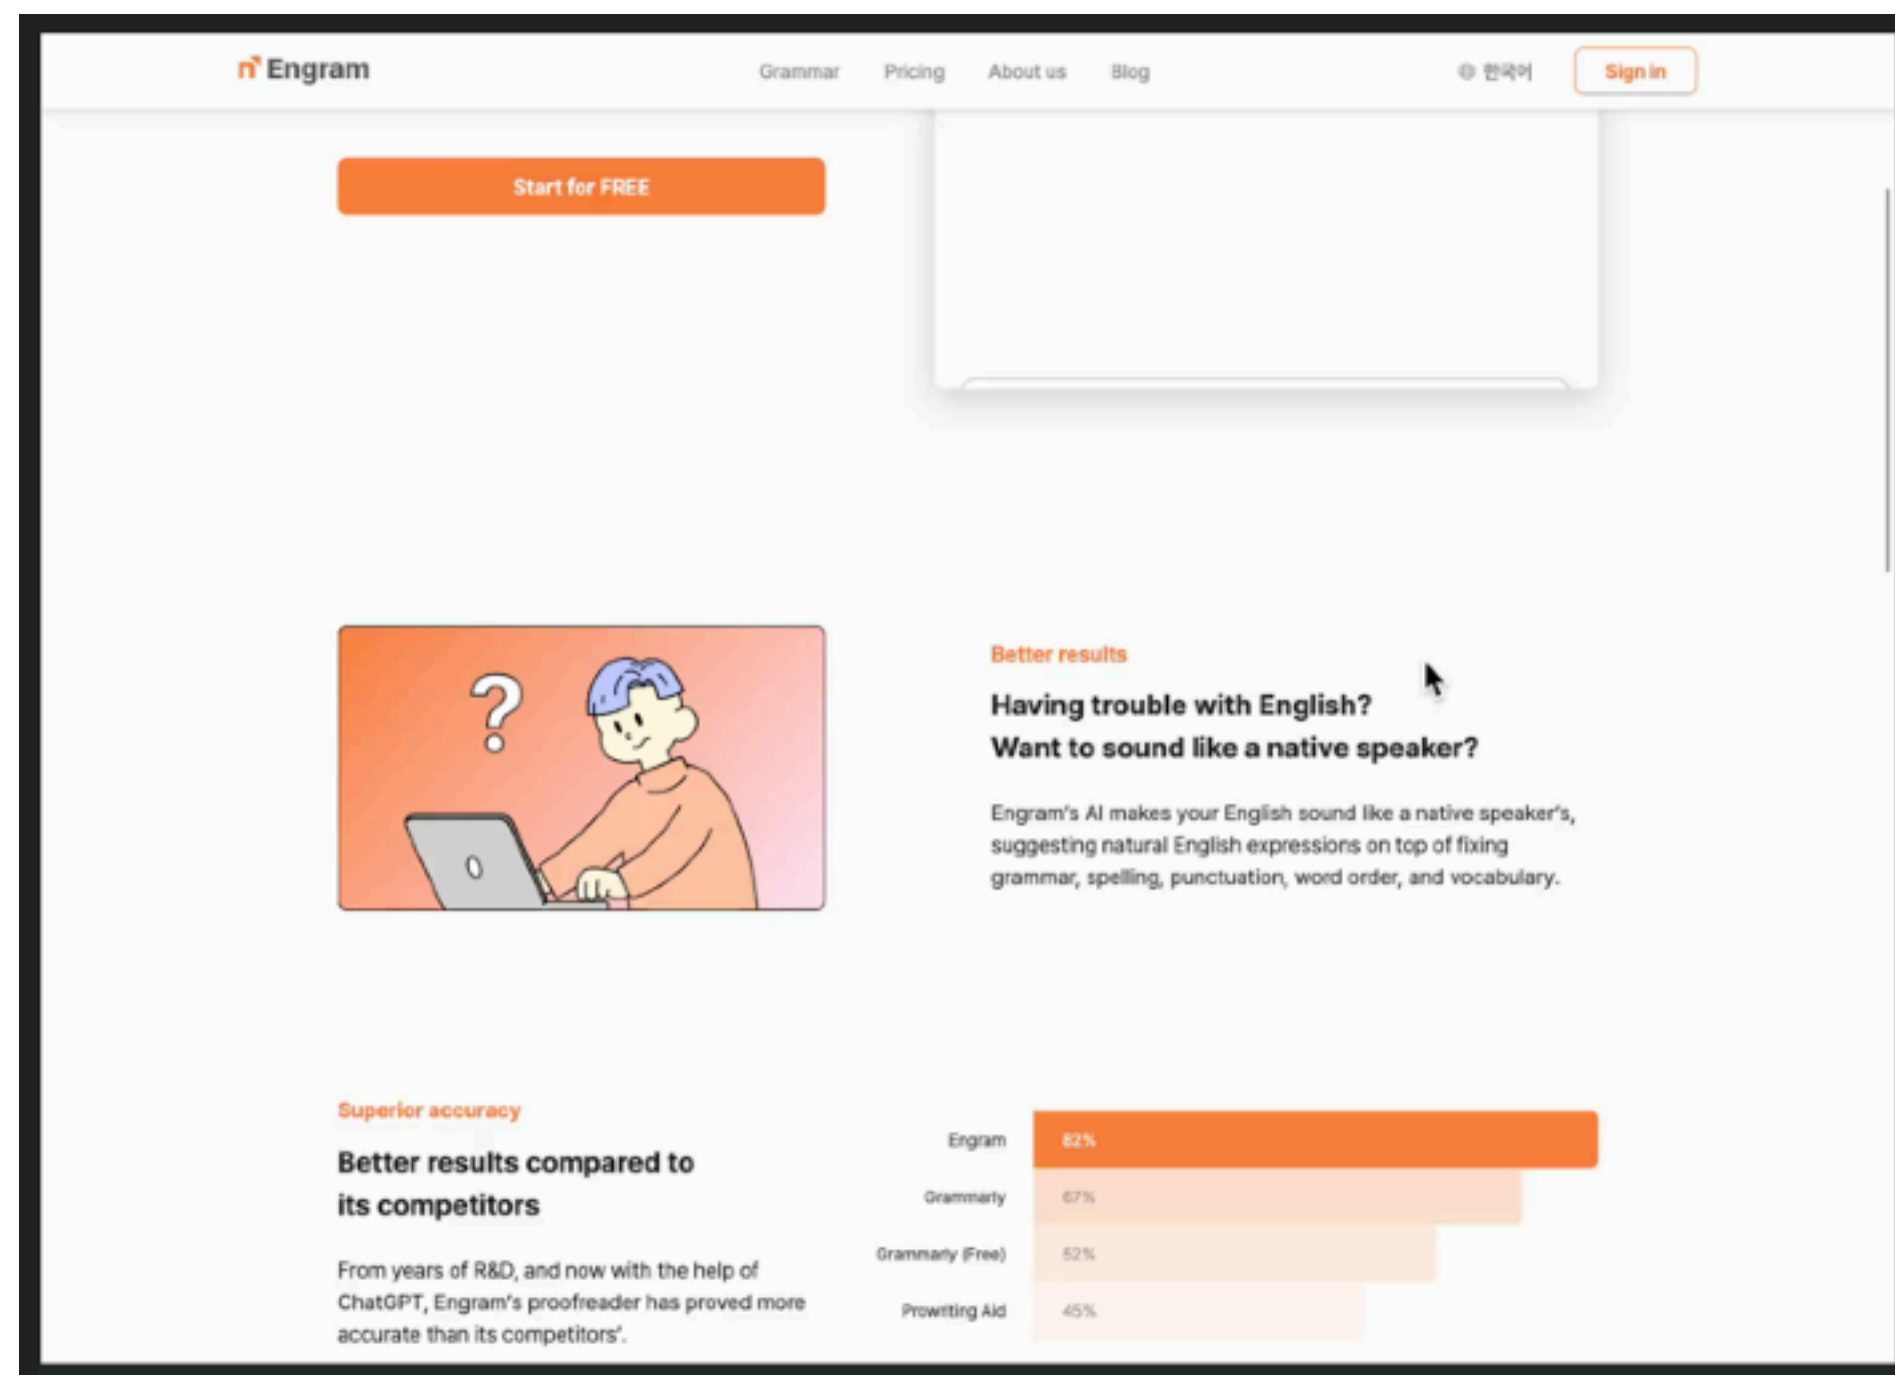 Engram
Grammar Pricing About us Blog
한국어
Sign in
Start for FREE
?
Better results
Having trouble with English?
Want to sound like a native speaker?
Engram's AI makes your English sound like a native speaker's,
suggesting natural English expressions on top of fixing
grammar, spelling, punctuation, word order, and vocabulary.
Superior accuracy
Better results compared to
its competitors
From years of R&D, and now with the help of
ChatGPT, Engram's proofreader has proved more
accurate than its competitors'.
Engram 82%
Grammarly 67%
Grammarly (Free) 52%
Prowriting Aid 45%